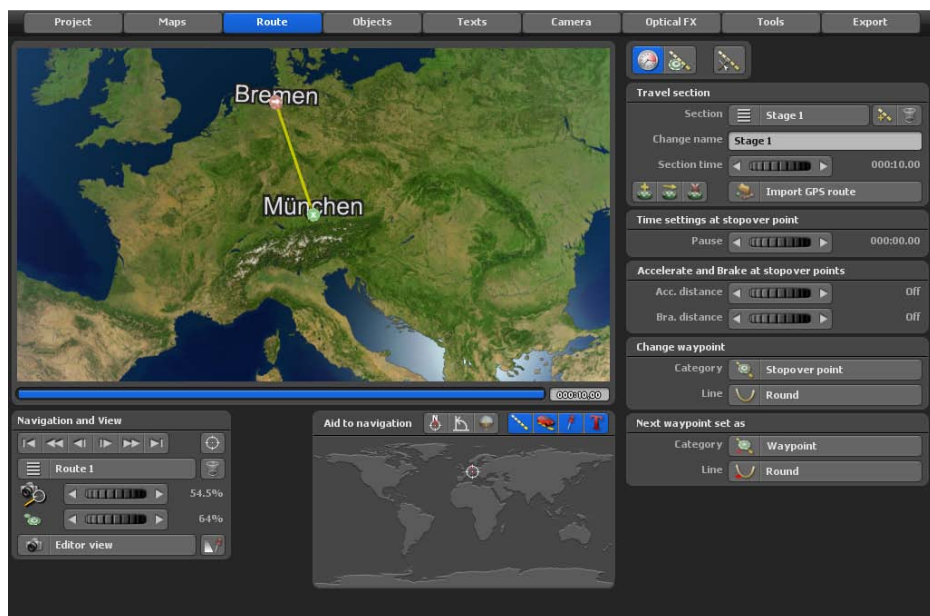 Project Maps Route Objects Texts Camera Optical FX Tools Export
Bremen
München
000:10,00
Travel section
Section Stage 1
Change name Stage 1
Section time 000:10.00
Import GPS route
Time settings at stopover point
Pause 000:00.00
Accelerate and Brake at stopover points
Acc. distance Off
Bra. distance Off
Change waypoint
Category Stopover point
Line Round
Next waypoint set as
Category Waypoint
Line Round
Navigation and View
Route 1
54.5%
64%
Editor view
Aid to navigation
N